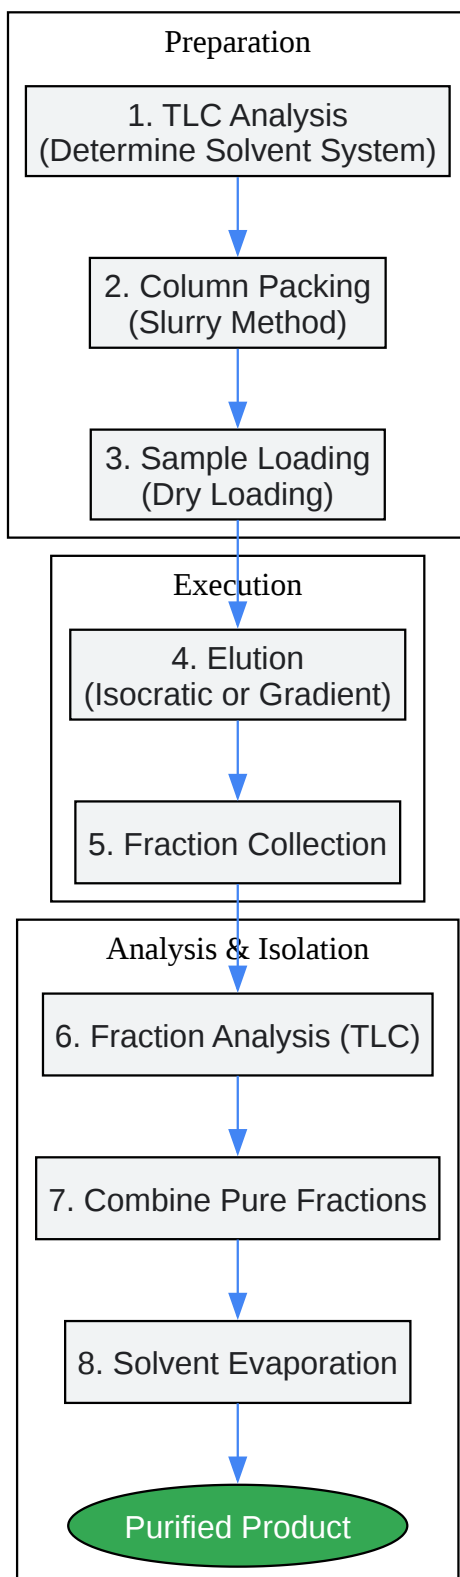 Preparation
1. TLC Analysis
(Determine Solvent System)
2. Column Packing
(Slurry Method)
3. Sample Loading
(Dry Loading)
Execution
4. Elution
(Isocratic or Gradient)
5. Fraction Collection
Analysis & Isolation
6. Fraction Analysis (TLC)
7. Combine Pure Fractions
8. Solvent Evaporation
Purified Product